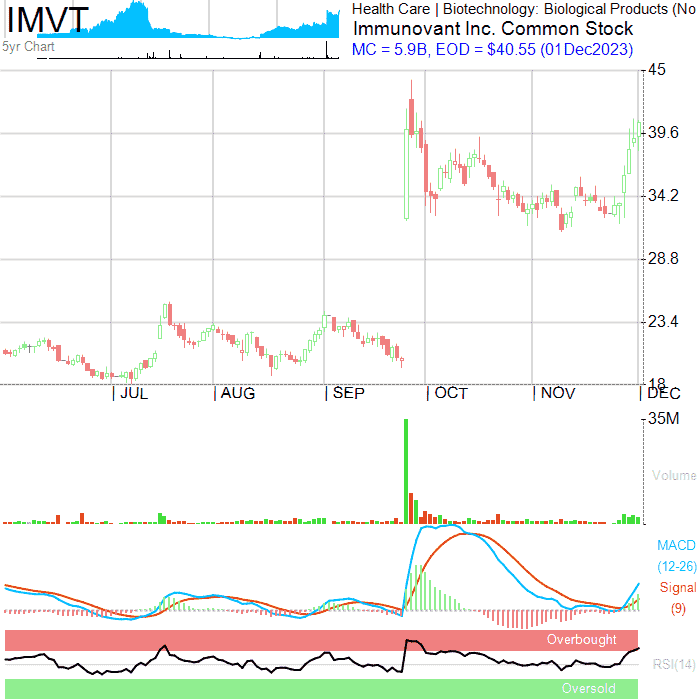 IMVT
5yr Chart
Health Care | Biotechnology: Biological Products (No
Immunovant Inc. Common Stock
MC = 5.9B, EOD = $40.55 (01Dec2023)
45
39.6
34.2
28.8
23.4
18
| JUL | AUG | SEP | OCT | NOV | DEC
35M
Volume
MACD
(12-26)
Signal
(9)
Overbought
RSI(14)
Oversold